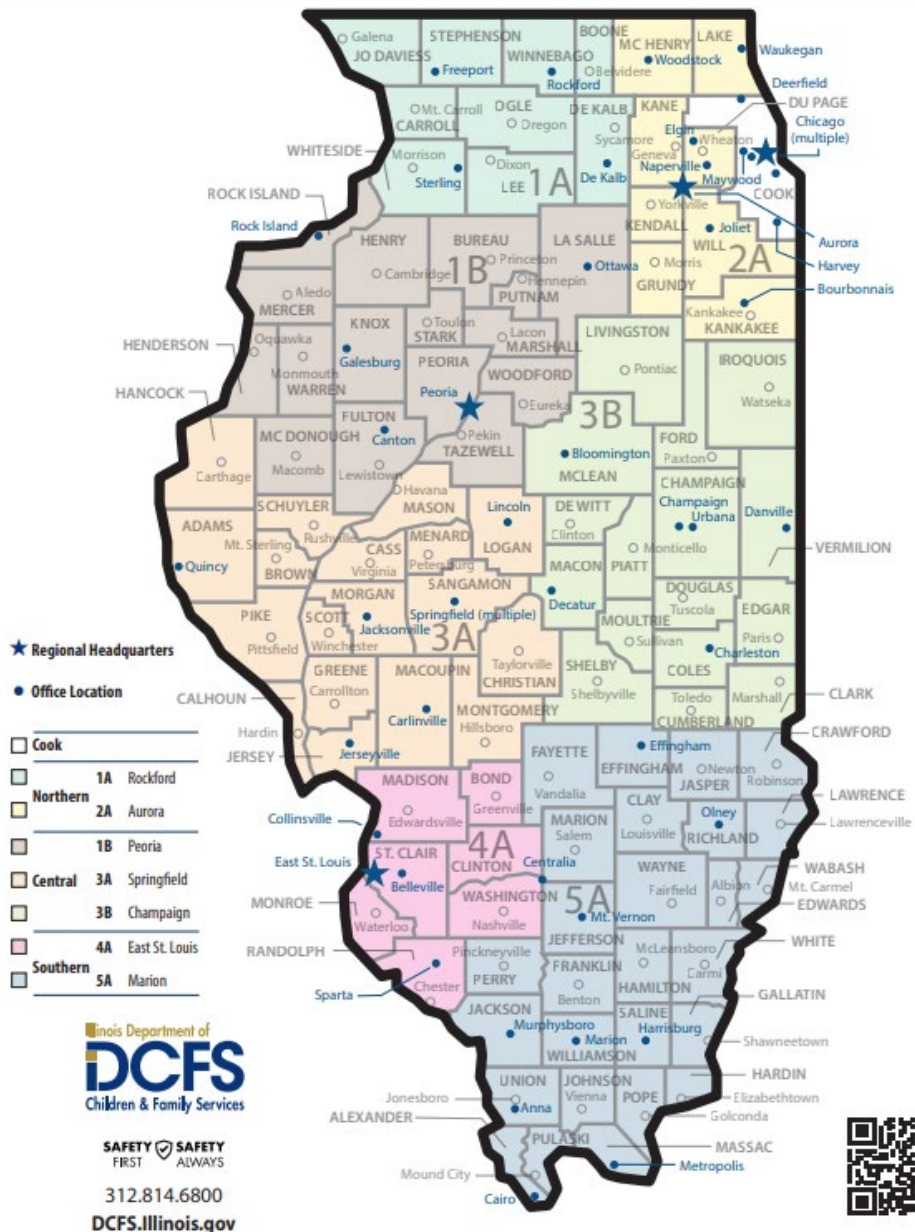 Galena
JO DAVIESS
STEPHENSON
Freeport
WINNEBAGO
Rockford
BOONE
Belvidere
MC HENRY
Woodstock
LAKE
Waukegan
Deerfield
DU PAGE
Chicago
(multiple)
Mt. Carroll
CARROLL
OGLE
Oregon
DE KALB
Sycamore
De Kalb
KANE
Elgin
Geneva
Wheaton
Naperville
Maywood
COOK
WHITESIDE
Morrison
Sterling
Dixon
LEE
1A
ROCK ISLAND
Rock Island
HENRY
Cambridge
BUREAU
Princeton
1B
Hennepin
PUTNAM
LA SALLE
Ottawa
Yorkville
KENDALL
Joliet
WILL
2A
Morris
GRUNDY
Aurora
Harvey
Bourbonnais
Kankakee
KANKAKEE
Aledo
MERCER
KNOX
Galesburg
Toulon
STARK
Lacon
MARSHALL
LIVINGSTON
Pontiac
IROQUOIS
Watseka
HENDERSON
Oquawka
Monmouth
WARREN
PEORIA
Peoria
WOODFORD
Eureka
HANCOCK
Carthage
MC DONOUGH
Macomb
FULTON
Canton
Lewistown
Pekin
TAZEWELL
3B
Bloomington
MCLEAN
FORD
Paxton
CHAMPAIGN
Champaign
Urbana
Danville
VERMILION
ADAMS
Quincy
SCHUYLER
Rushville
Mt. Sterling
BROWN
Havana
MASON
CASS
Virginia
MENARD
Petersburg
Lincoln
LOGAN
DE WITT
Clinton
MACON
Decatur
PIATT
Monticello
DOUGLAS
Tuscola
EDGAR
Paris
PIKE
Pittsfield
SCOTT
Winchester
MORGAN
Jacksonville
SANGAMON
Springfield (multiple)
3A
Taylorville
CHRISTIAN
MOULTRIE
Sullivan
SHELBY
Shelbyville
COLES
Charleston
Toledo
CUMBERLAND
Marshall
CLARK
CALHOUN
Hardin
GREENE
Carrollton
MACOUPIN
Carlinville
MONTGOMERY
Hillsboro
JERSEY
Jerseyville
FAYETTE
Vandalia
Effingham
EFFINGHAM
Newton
JASPER
CRAWFORD
Robinson
MADISON
Edwardsville
BOND
Greenville
Collinsville
East St. Louis
ST. CLAIR
Belleville
4A
CLINTON
WASHINGTON
Nashville
Centralia
MARION
Salem
CLAY
Louisville
Olney
RICHLAND
LAWRENCE
Lawrenceville
WAYNE
Fairfield
Albion
WABASH
Mt. Carmel
EDWARDS
MONROE
Waterloo
RANDOLPH
Chester
Sparta
Pinckneyville
PERRY
5A
Mt. Vernon
JEFFERSON
McLeansboro
HAMILTON
WHITE
Carmi
FRANKLIN
Benton
GALLATIN
Shawneetown
JACKSON
Murphysboro
Marion
WILLIAMSON
SALINE
Harrisburg
HARDIN
Elizabethtown
UNION
Jonesboro
Anna
JOHNSON
Vienna
POPE
Golconda
ALEXANDER
PULASKI
Mound City
Cairo
MASSAC
Metropolis
Regional Headquarters
Office Location
Cook
Northern
1A Rockford
2A Aurora
Central
1B Peoria
3A Springfield
3B Champaign
Southern
4A East St. Louis
5A Marion
Illinois Department of
DCFS
Children & Family Services
SAFETY SAFETY
FIRST ALWAYS
312.814.6800
DCFS.Illinois.gov